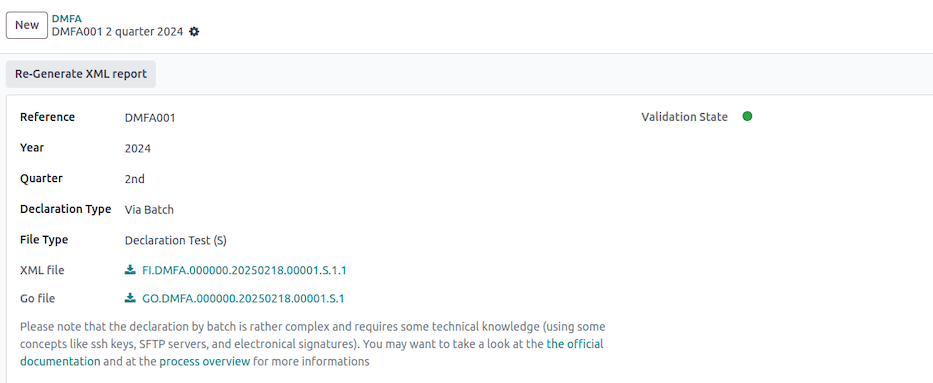 New
DMFA
DMFA001 2 quarter 2024
Re-Generate XML report
Reference DMFA001
Validation State
Year 2024
Quarter 2nd
Declaration Type Via Batch
File Type Declaration Test (S)
XML file FI.DMFA.000000.20250218.00001.S.1.1
Go file GO.DMFA.000000.20250218.00001.S.1
Please note that the declaration by batch is rather complex and requires some technical knowledge (using some
concepts like ssh keys, SFTP servers, and electronical signatures). You may want to take a look at the the official
documentation and at the process overview for more informations